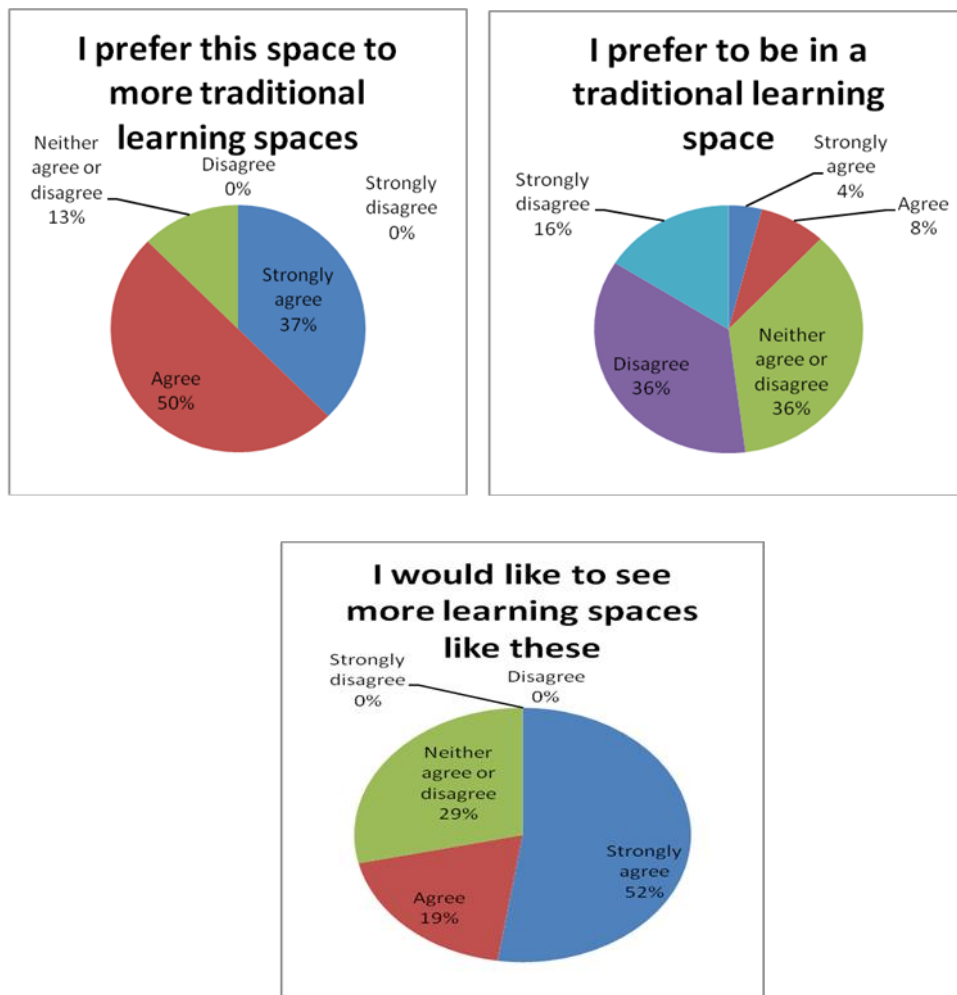 I prefer this space to
more traditional
learning spaces
Neither
agree or
disagree
13%
Disagree
0%
Strongly
disagree
0%
Strongly
agree
37%
Agree
50%
I prefer to be in a
traditional learning
space
Strongly
disagree
16%
Strongly
agree
4%
Agree
8%
Disagree
36%
Neither
agree or
disagree
36%
I would like to see
more learning spaces
like these
Strongly
disagree
0%
Disagree
0%
Neither
agree or
disagree
29%
Strongly
agree
52%
Agree
19%